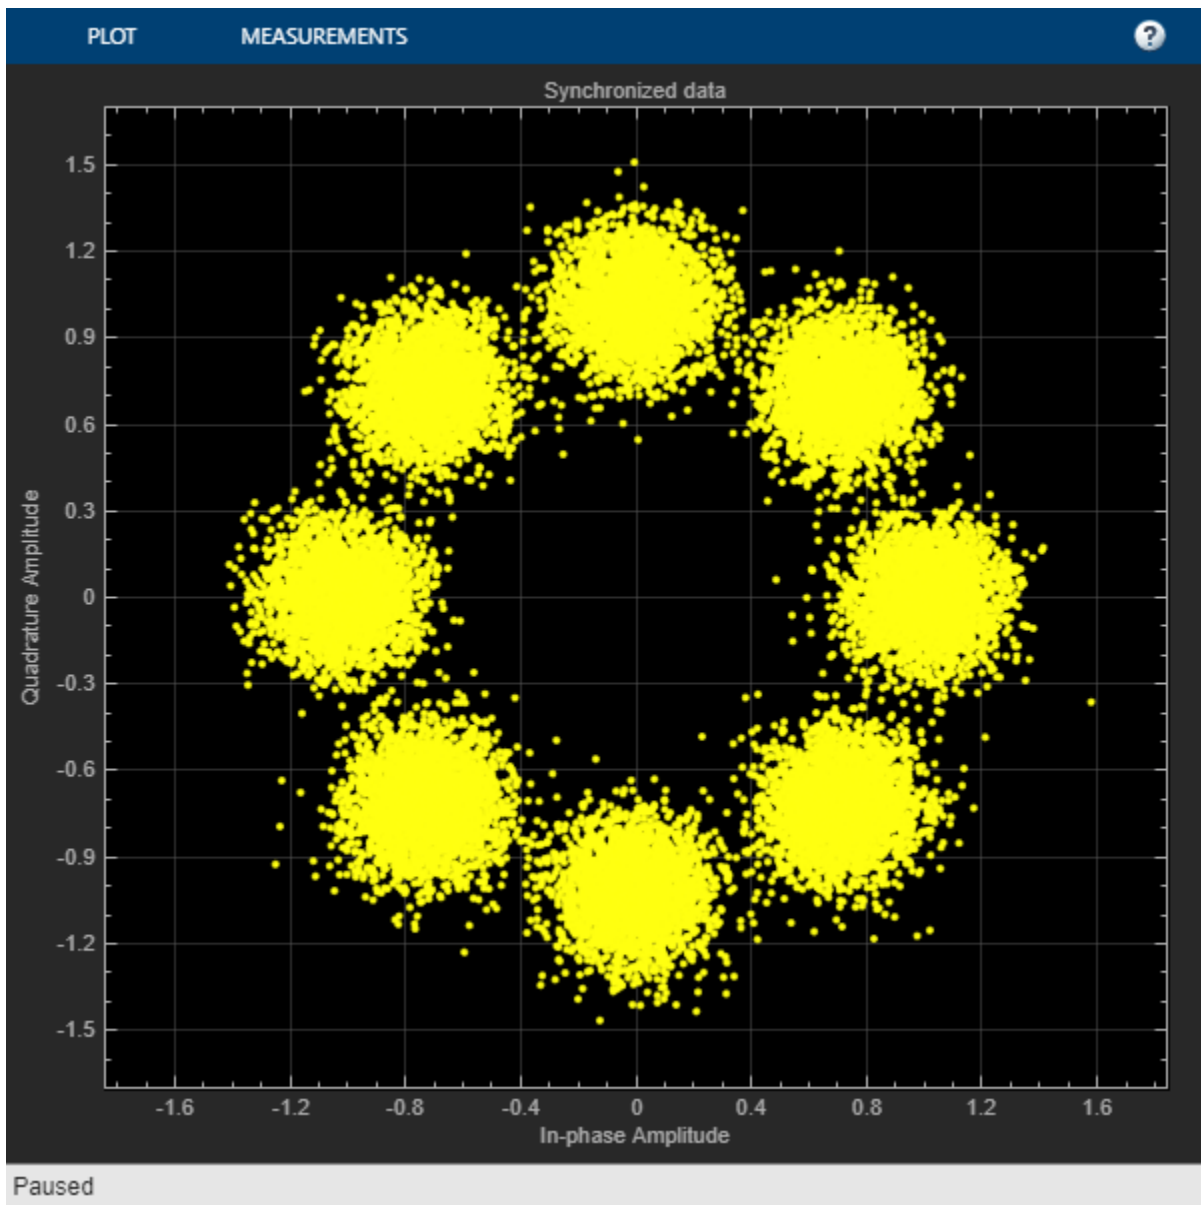 PLOT MEASUREMENTS ?
Synchronized data
1.5
1.2
0.9
0.6
0.3
0
-0.3
-0.6
-0.9
-1.2
-1.5
Quadrature Amplitude
-1.6 -1.2 -0.8 -0.4 0 0.4 0.8 1.2 1.6
In-phase Amplitude
Paused